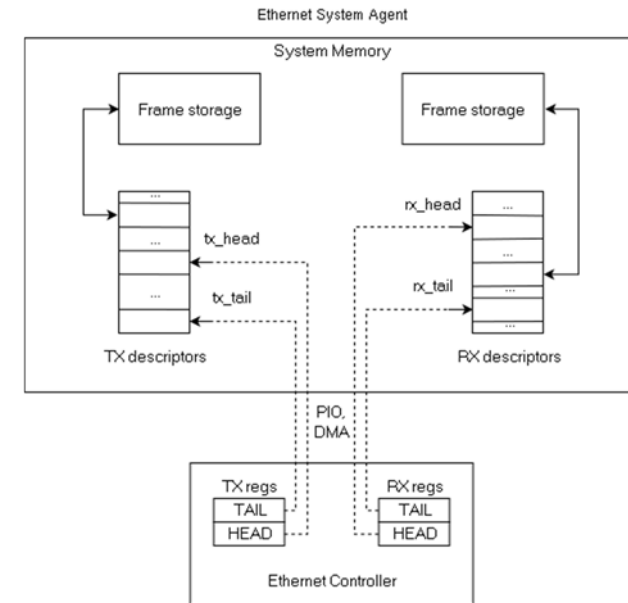 Ethernet System Agent
System Memory
Frame storage
Frame storage
...
...
...
TX descriptors
tx_head
tx_tail
rx_head
rx_tail
...
...
...
...
RX descriptors
PIO,
DMA
TX regs
TAIL
HEAD
RX regs
TAIL
HEAD
Ethernet Controller